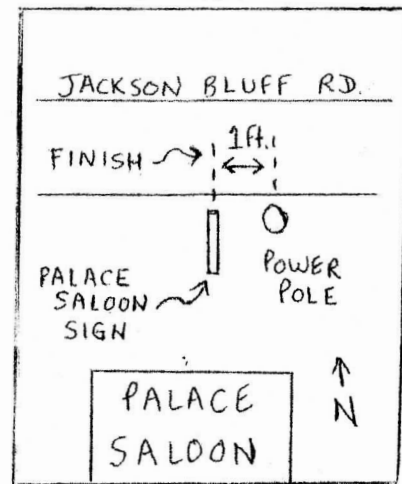 JACKSON BLUFF RD.
1ft.
FINISH
PALACE
SALOON
SIGN
POWER
POLE
N
PALACE
SALOON